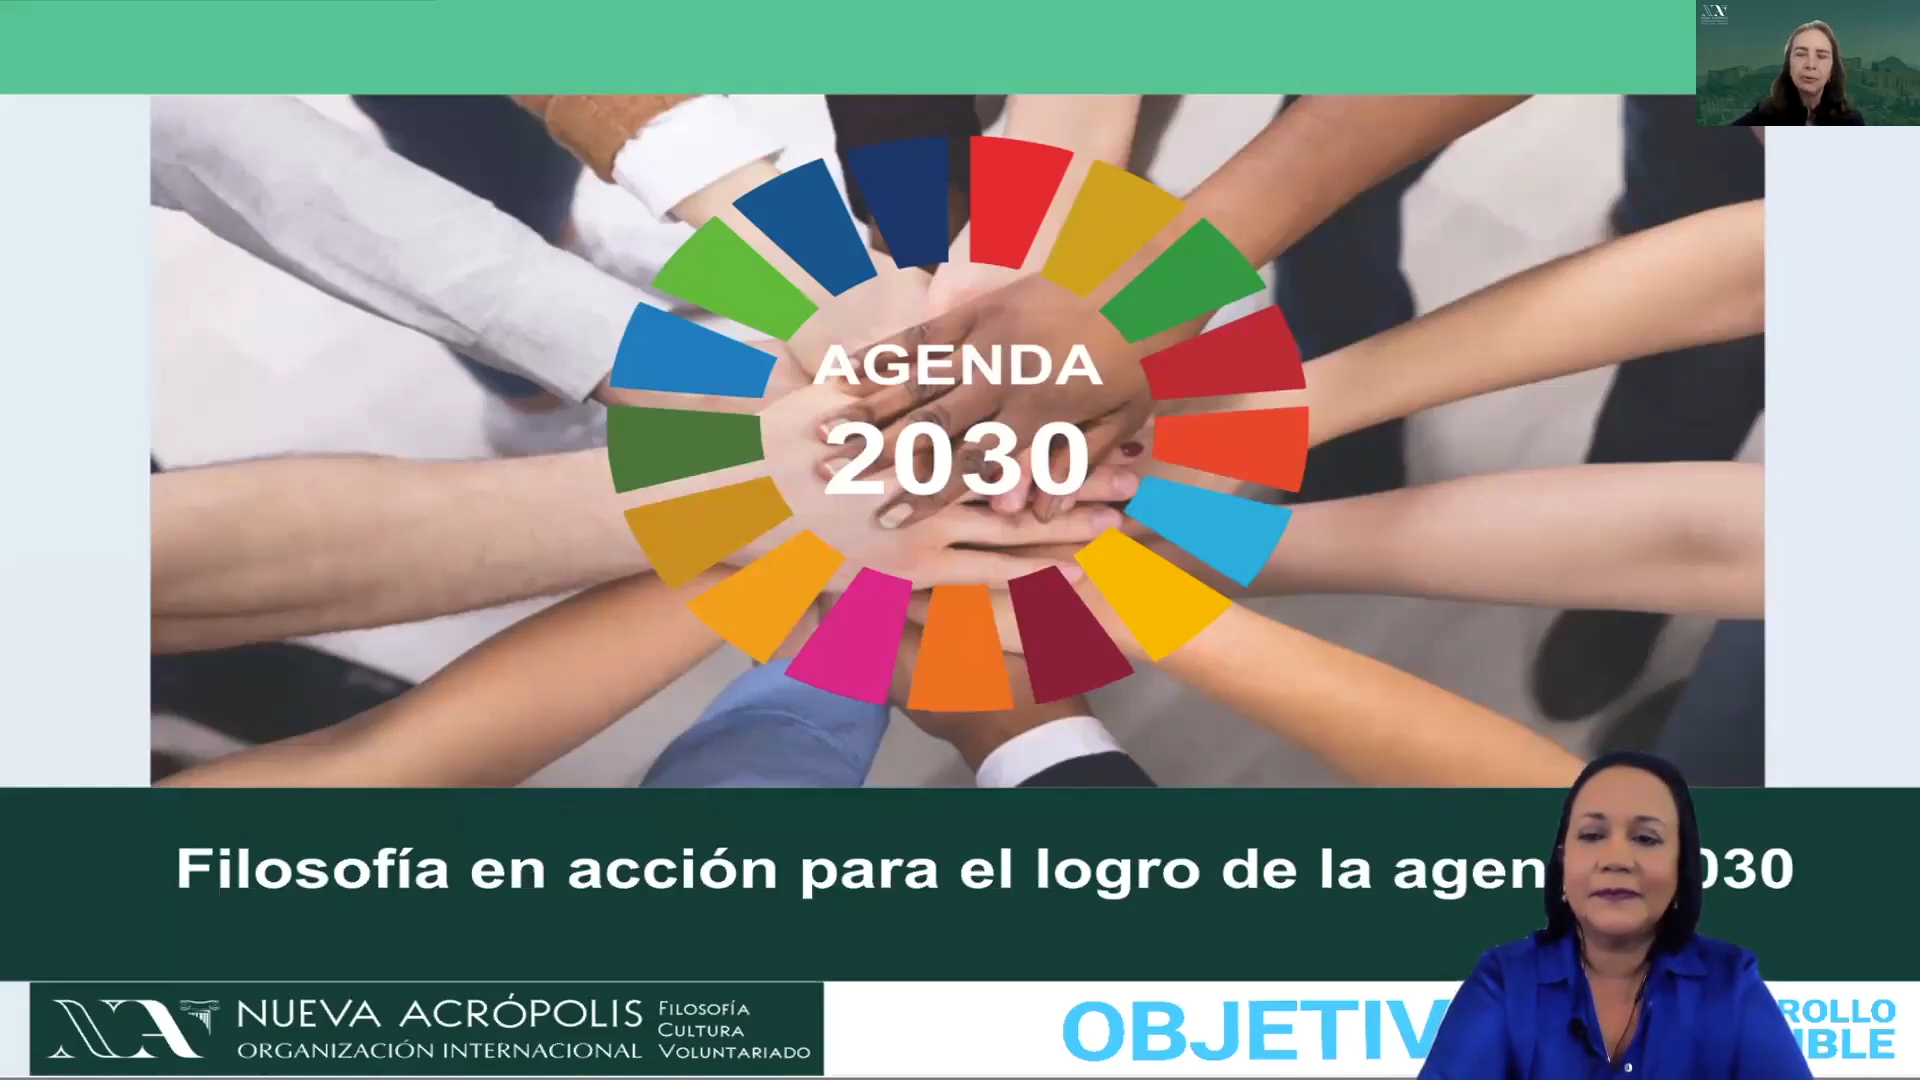 AGENDA
2030
Filosofía en acción para el logro de la agen 030
NUEVA ACRÓPOLIS
ORGANIZACIÓN INTERNACIONAL
FILOSOFÍA
CULTURA
VOLUNTARIADO
OBJETIV
ROLLO
IBLE